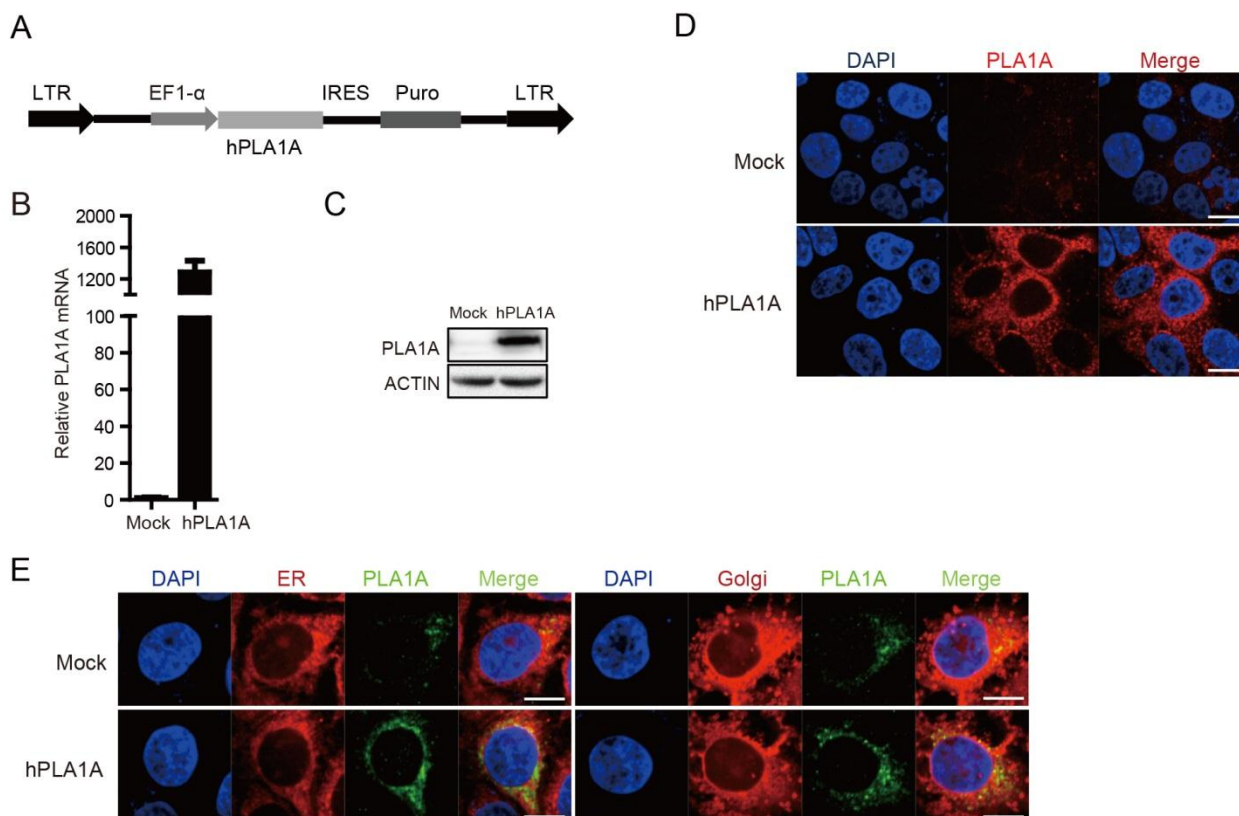 A
LTR EF1-α IRES Puro LTR
hPLA1A
B
Relative PLA1A mRNA
2000
1600
1200
100
80
60
40
20
0
Mock hPLA1A
C
Mock hPLA1A
PLA1A
ACTIN
D
DAPI PLA1A Merge
Mock
hPLA1A
E
DAPI ER PLA1A Merge DAPI Golgi PLA1A Merge
Mock
hPLA1A